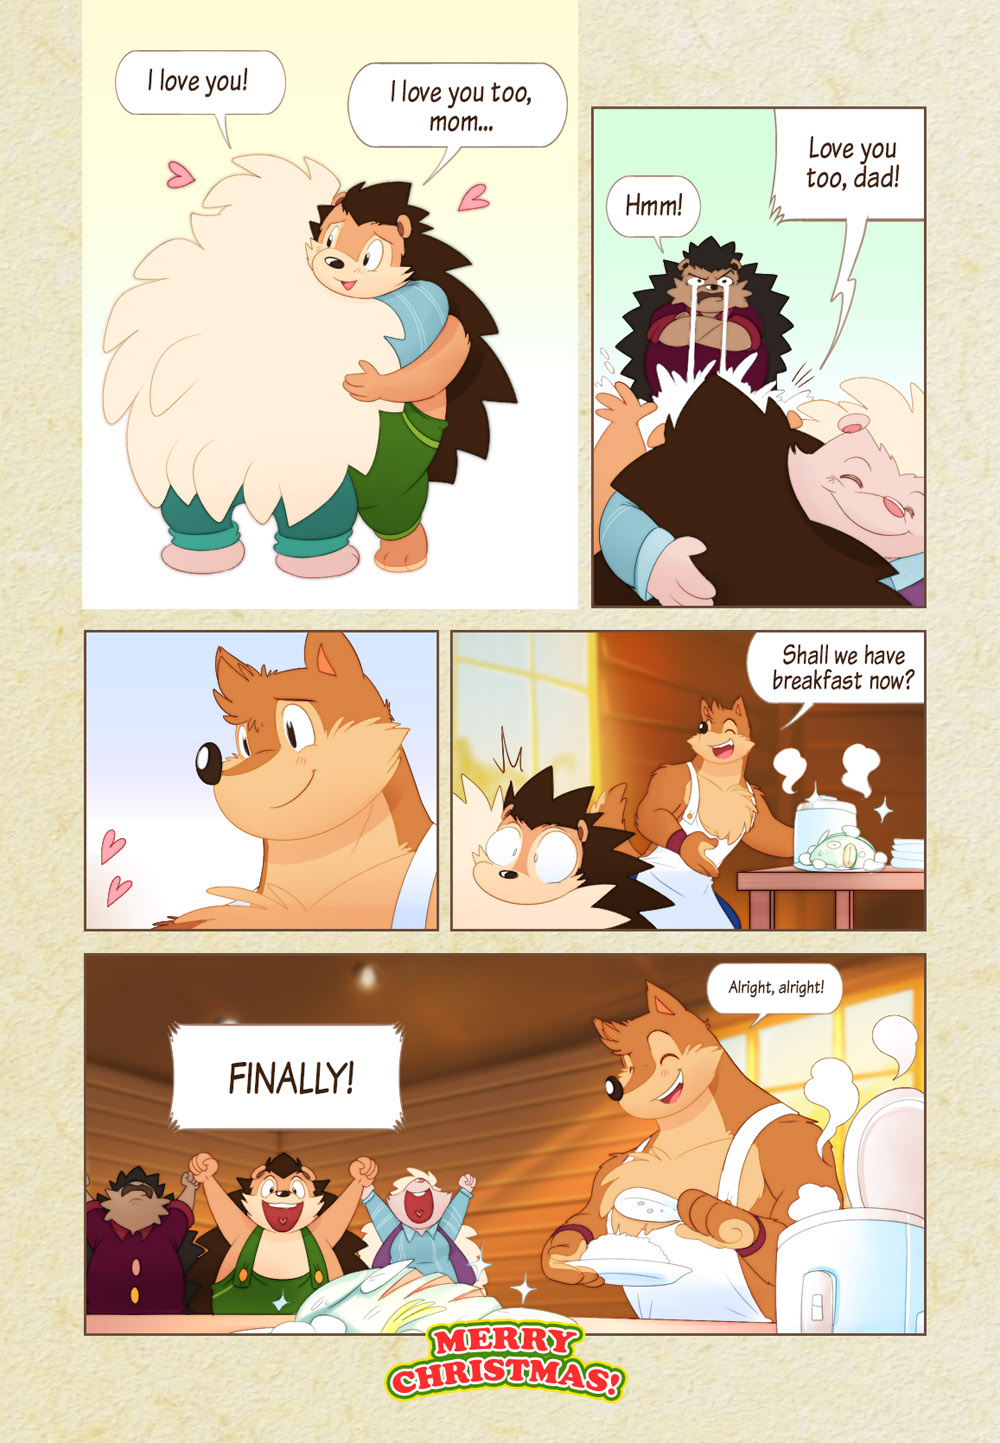 I love you!
I love you too,
mom...
Hmm!
Love you
too, dad!
Shall we have
breakfast now?
FINALLY!
Alright, alright!
MERRY
CHRISTMAS!